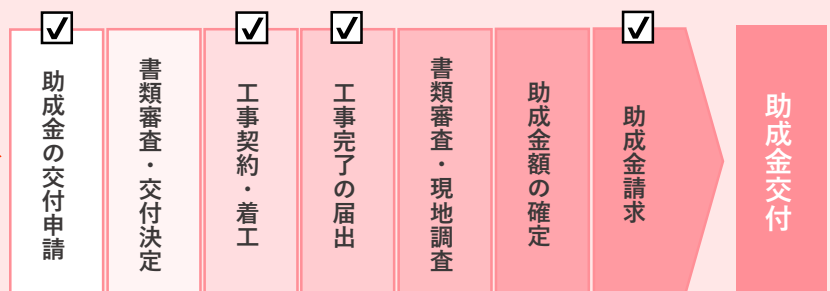 助成金の交付申請
書類審査・交付決定
工事契約・着工
工事完了の届出
書類審査・現地調査
助成金額の確定
助成金請求
助成金交付